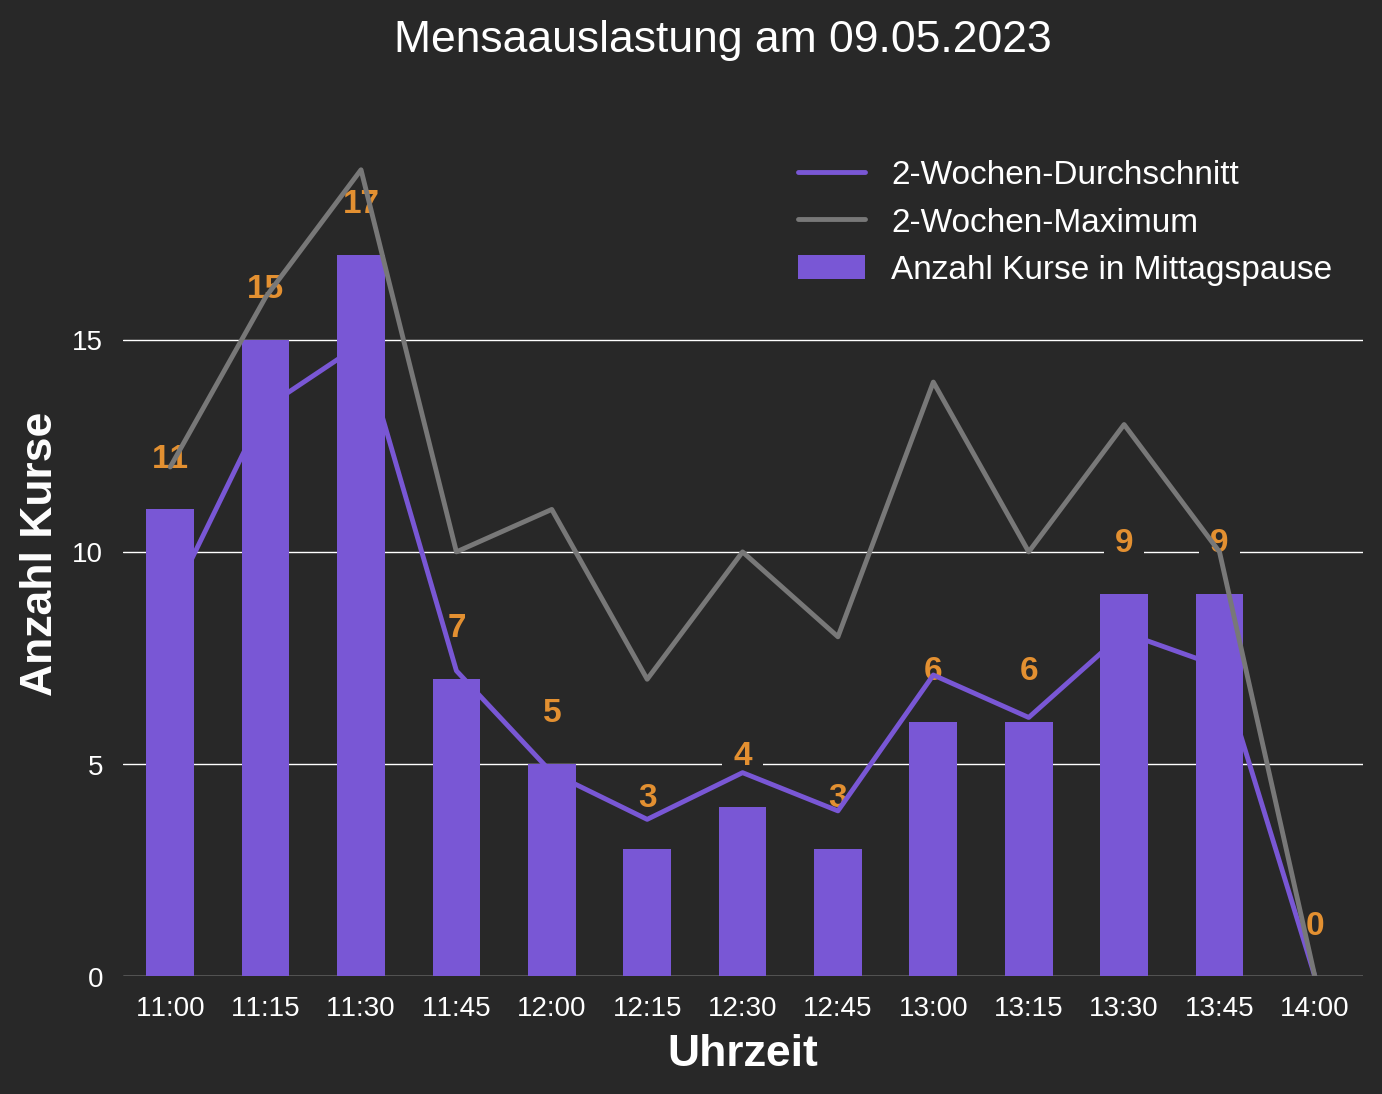 Mensaauslastung am 09.05.2023
2-Wochen-Durchschnitt
2-Wochen-Maximum
Anzahl Kurse in Mittagspause
Anzahl Kurse
15
10
5
0
11
15
17
7
5
3
4
3
6
6
9
9
0
11:00 11:15 11:30 11:45 12:00 12:15 12:30 12:45 13:00 13:15 13:30 13:45 14:00
Uhrzeit